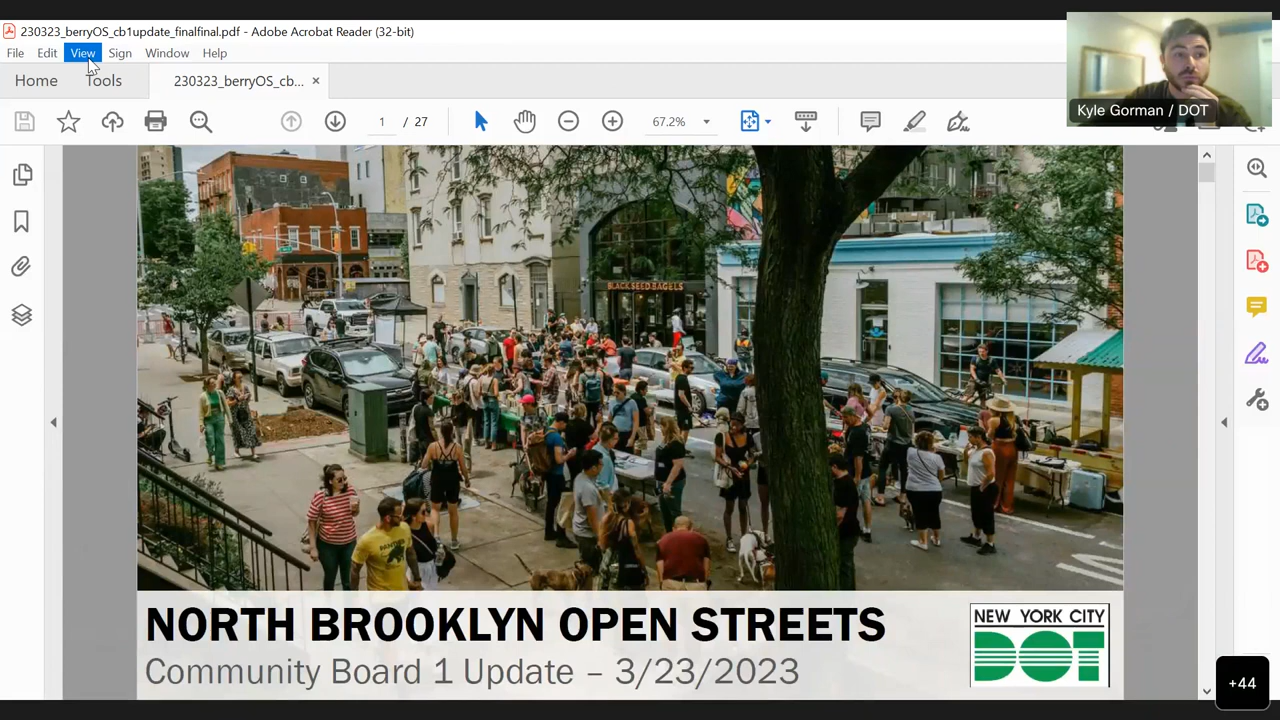 230323_berryOS_cb1update_finalfinal.pdf - Adobe Acrobat Reader (32-bit)
File Edit View Sign Window Help
Home Tools 230323_berryOS_cb... ×
1 / 27 67.2%
Kyle Gorman / DOT
BLACK SEED BAGELS
NORTH BROOKLYN OPEN STREETS
Community Board 1 Update – 3/23/2023
NEW YORK CITY
DOT
+44